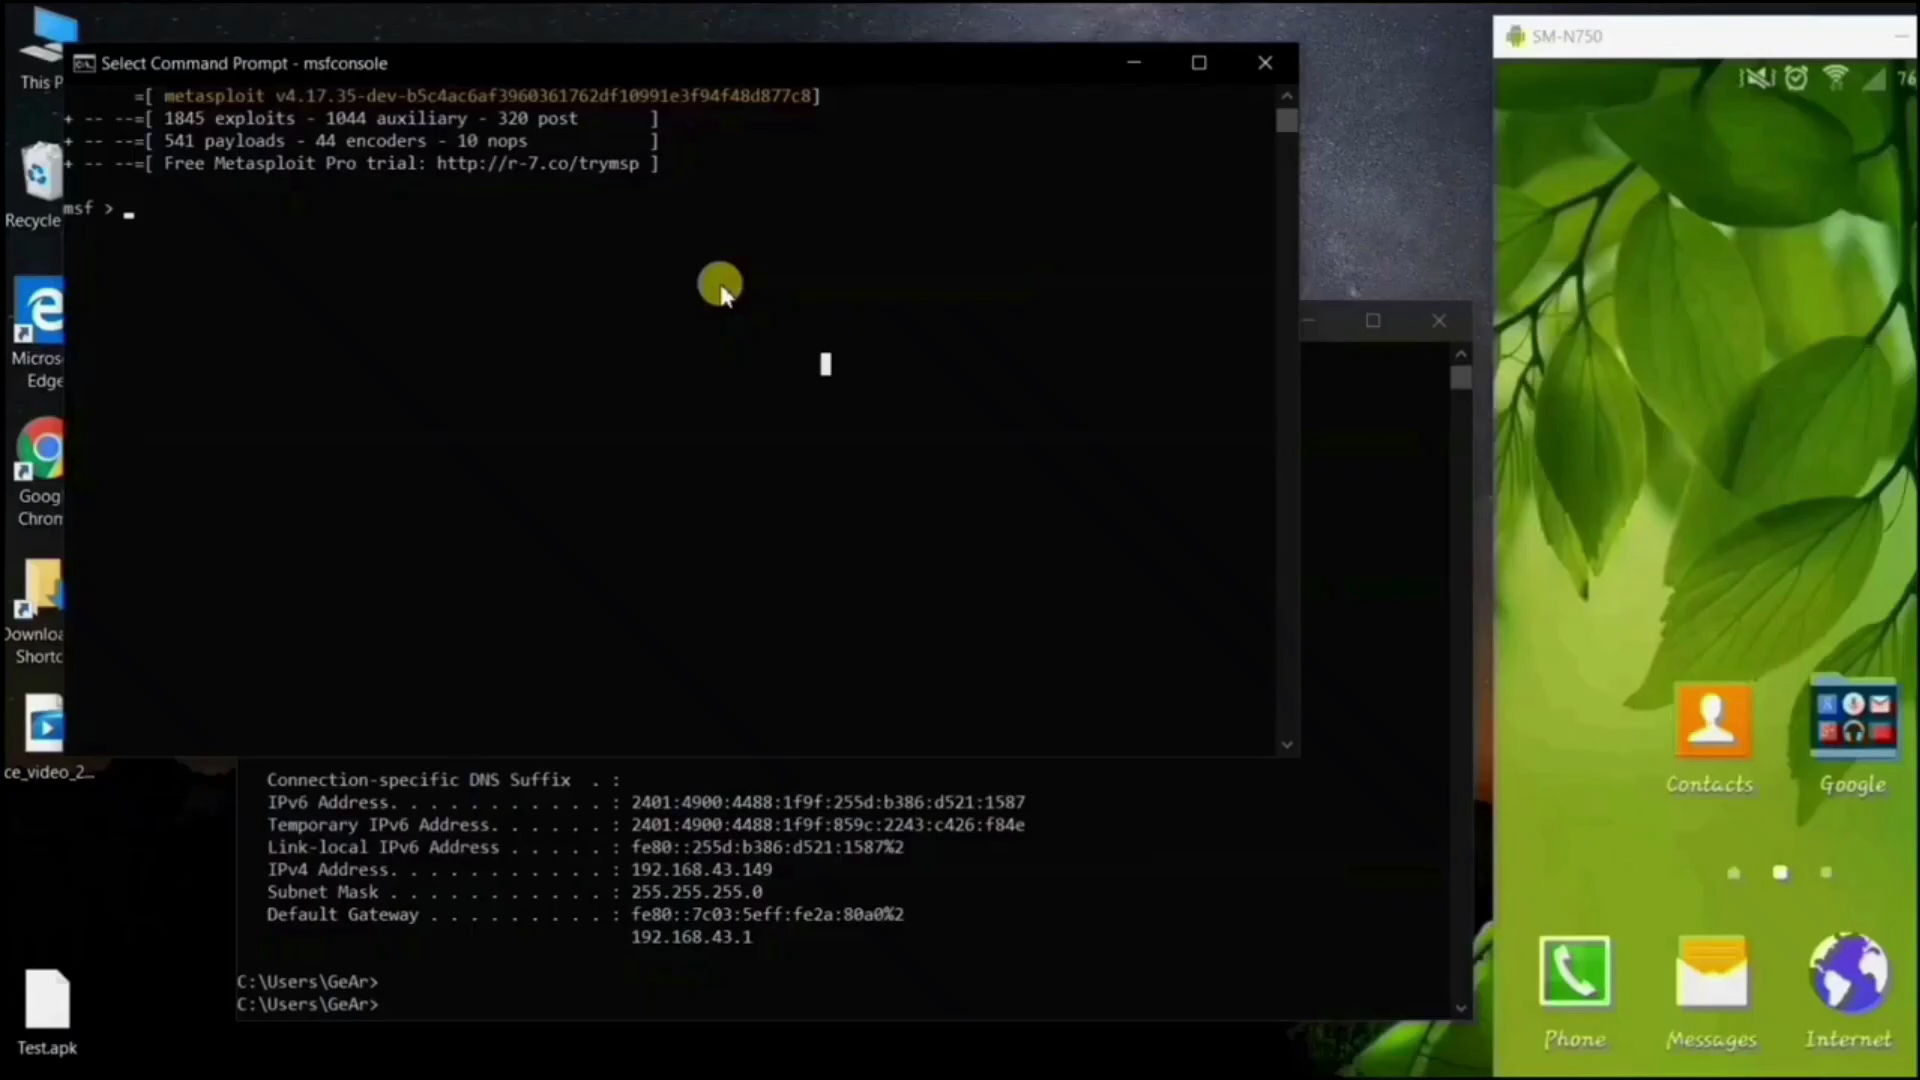 This P
Recycle
Micros
Edge
Goog
Chrom
Downloa
Shortc
ce_video_2...
Test.apk
Select Command Prompt - msfconsole
=[ metasploit v4.17.35-dev-b5c4ac6af3960361762df10991e3f94f48d877c8]
+ -- --=[ 1845 exploits - 1044 auxiliary - 320 post ]
+ -- --=[ 541 payloads - 44 encoders - 10 nops ]
+ -- --=[ Free Metasploit Pro trial: http://r-7.co/trymsp ]
msf >
Connection-specific DNS Suffix . :
IPv6 Address. . . . . . . . . . . : 2401:4900:4488:1f9f:255d:b386:d521:1587
Temporary IPv6 Address. . . . . . : 2401:4900:4488:1f9f:859c:2243:c426:f84e
Link-local IPv6 Address . . . . . : fe80::255d:b386:d521:1587%2
IPv4 Address. . . . . . . . . . . : 192.168.43.149
Subnet Mask . . . . . . . . . . . : 255.255.255.0
Default Gateway . . . . . . . . . : fe80::7c03:5eff:fe2a:80a0%2
192.168.43.1
C:\Users\GeAr>
C:\Users\GeAr>
SM-N750
76
Contacts
Google
Phone
Messages
Internet